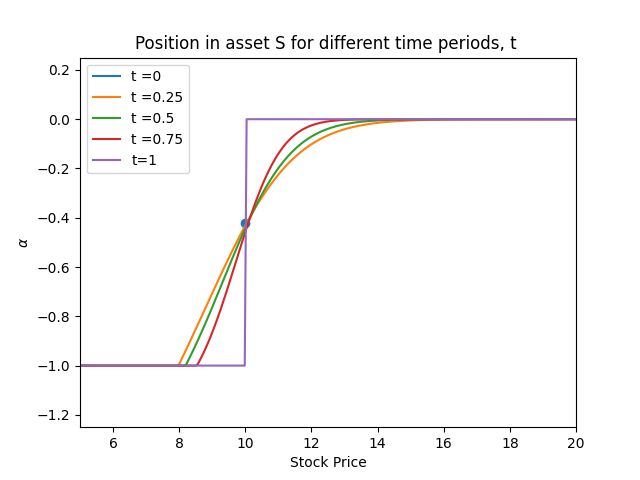 Position in asset S for different time periods, t
t =0
t =0.25
t =0.5
t =0.75
t=1
0.2
0.0
−0.2
−0.4
−0.6
−0.8
−1.0
−1.2
α
6 8 10 12 14 16 18 20
Stock Price